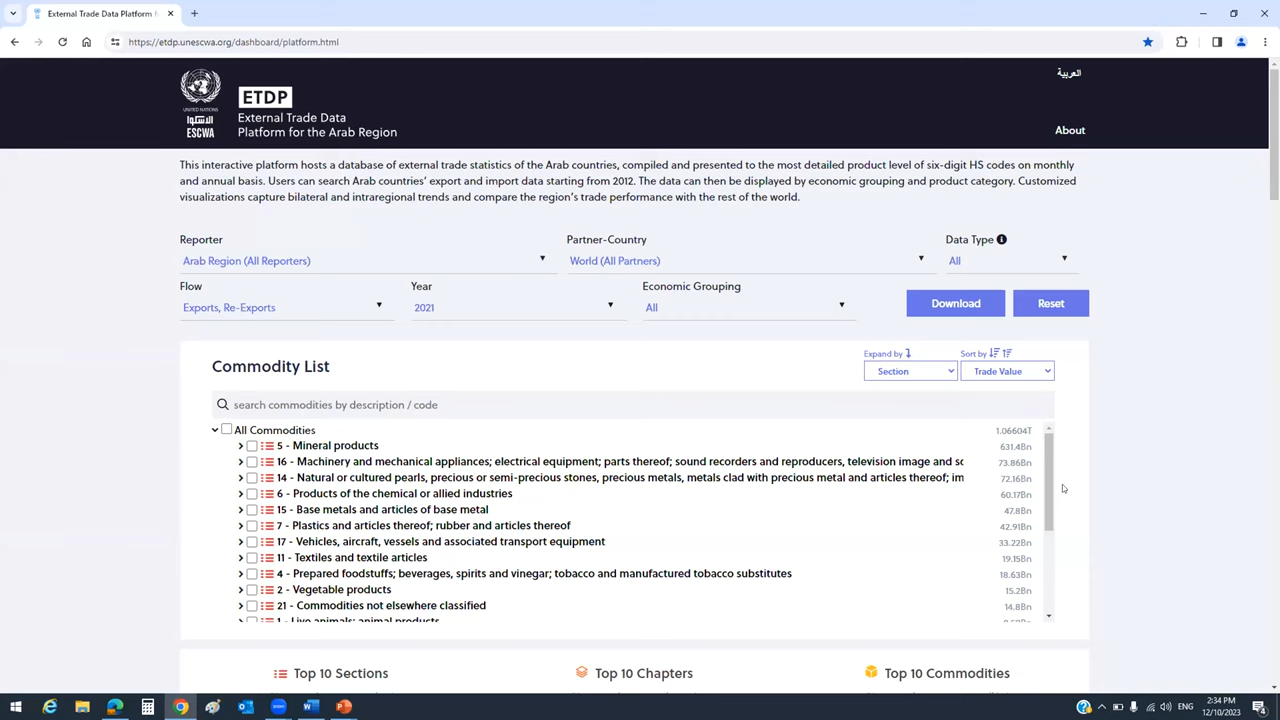 External Trade Data Platform f
https://etdp.unescwa.org/dashboard/platform.html
العربية
UNITED NATIONS
الإسكوا
ESCWA
ETDP
External Trade Data
Platform for the Arab Region
About
This interactive platform hosts a database of external trade statistics of the Arab countries, compiled and presented to the most detailed product level of six-digit HS codes on monthly
and annual basis. Users can search Arab countries' export and import data starting from 2012. The data can then be displayed by economic grouping and product category. Customized
visualizations capture bilateral and intraregional trends and compare the region's trade performance with the rest of the world.
Reporter Partner-Country Data Type
Arab Region (All Reporters) World (All Partners) All
Flow Year Economic Grouping
Exports, Re-Exports 2021 All Download Reset
Commodity List
Expand by Sort by
Section Trade Value
search commodities by description / code
All Commodities 1.06604T
5 - Mineral products 631.4Bn
16 - Machinery and mechanical appliances; electrical equipment; parts thereof; sound recorders and reproducers, television image and sc 73.86Bn
14 - Natural or cultured pearls, precious or semi-precious stones, precious metals, metals clad with precious metal and articles thereof; im 72.16Bn
6 - Products of the chemical or allied industries 60.17Bn
15 - Base metals and articles of base metal 47.8Bn
7 - Plastics and articles thereof; rubber and articles thereof 42.91Bn
17 - Vehicles, aircraft, vessels and associated transport equipment 33.22Bn
11 - Textiles and textile articles 19.15Bn
4 - Prepared foodstuffs; beverages, spirits and vinegar; tobacco and manufactured tobacco substitutes 18.63Bn
2 - Vegetable products 15.2Bn
21 - Commodities not elsewhere classified 14.8Bn
1 - Live animals; animal products
Top 10 Sections Top 10 Chapters Top 10 Commodities
ENG
2:34 PM
12/10/2023